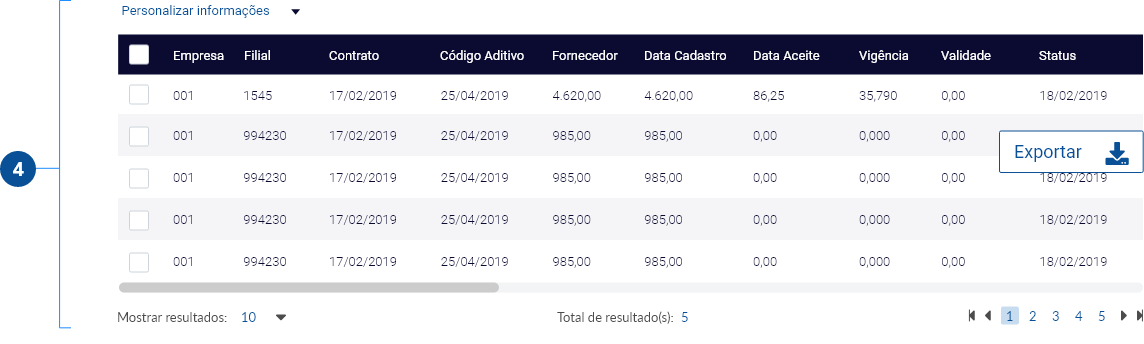 Personalizar informações
Empresa Filial Contrato Código Aditivo Fornecedor Data Cadastro Data Aceite Vigência Validade Status
001 1545 17/02/2019 25/04/2019 4.620,00 4.620,00 86,25 35,790 0,00 18/02/2019
001 994230 17/02/2019 25/04/2019 985,00 985,00 0,00 0,000 0,00
Exportar
4
001 994230 17/02/2019 25/04/2019 985,00 985,00 0,00 0,000 0,00 18/02/2019
001 994230 17/02/2019 25/04/2019 985,00 985,00 0,00 0,000 0,00 18/02/2019
001 994230 17/02/2019 25/04/2019 985,00 985,00 0,00 0,000 0,00 18/02/2019
Mostrar resultados: 10 Total de resultado(s): 5 1 2 3 4 5